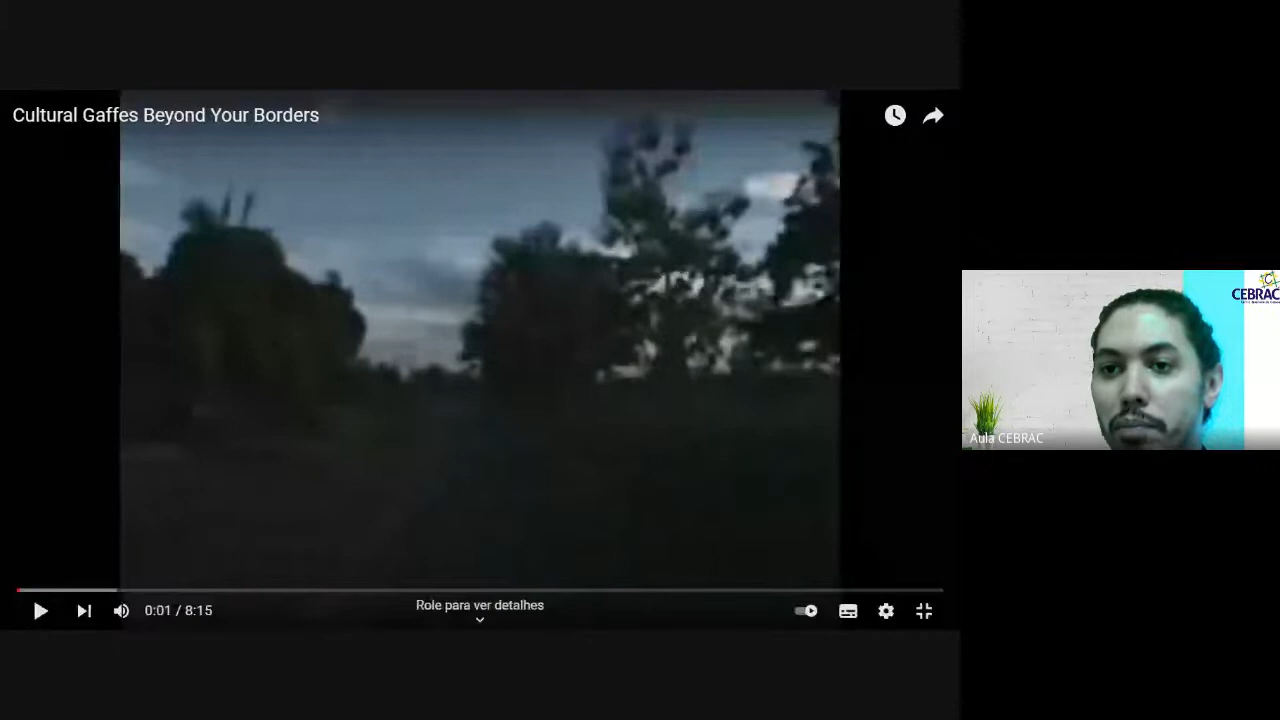 Cultural Gaffes Beyond Your Borders
CEBRAC
Aula CEBRAC
Role para ver detalhes
0:01 / 8:15